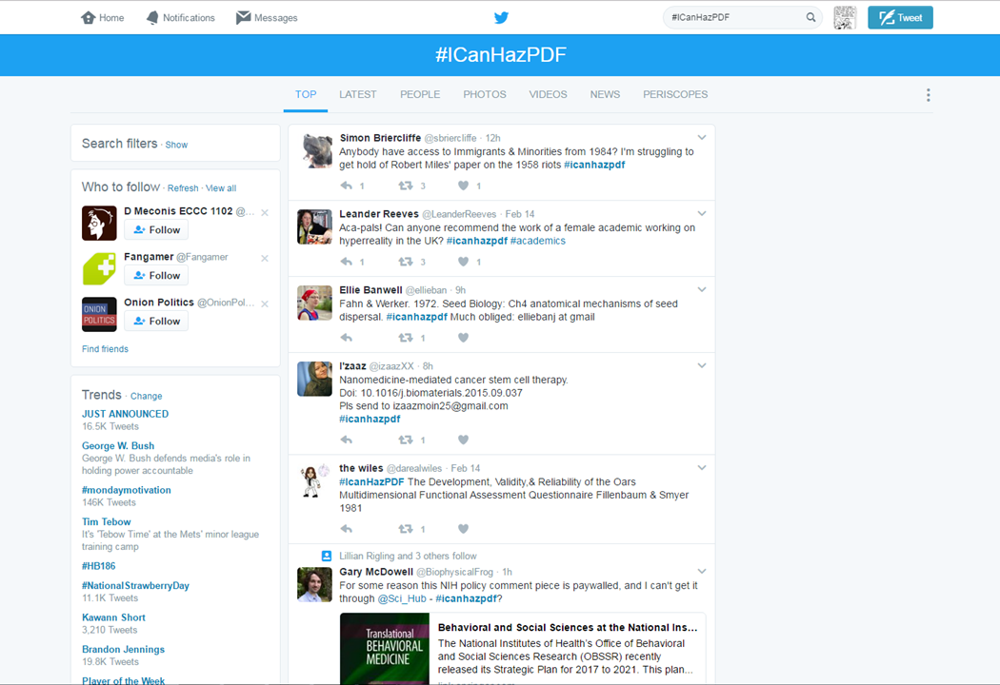 Home Notifications Messages #ICanHazPDF Tweet
#ICanHazPDF
TOP LATEST PEOPLE PHOTOS VIDEOS NEWS PERISCOPES
Search filters · Show
Who to follow · Refresh · View all
D Meconis ECCC 1102 @...
Follow
Fangamer @Fangamer
Follow
ONION
POLITICS
Onion Politics @OnionPol...
Follow
Find friends
Trends · Change
JUST ANNOUNCED
16.5K Tweets
George W. Bush
George W. Bush defends media's role in
holding power accountable
#mondaymotivation
146K Tweets
Tim Tebow
It's 'Tebow Time' at the Mets' minor league
training camp
#HB186
#NationalStrawberryDay
11.1K Tweets
Kawann Short
3,210 Tweets
Brandon Jennings
19.8K Tweets
Player of the Week
Simon Briercliffe @sbriercliffe · 12h
Anybody have access to Immigrants & Minorities from 1984? I'm struggling to
get hold of Robert Miles' paper on the 1958 riots #icanhazpdf
1 3 1
Leander Reeves @LeanderReeves · Feb 14
Aca-pals! Can anyone recommend the work of a female academic working on
hyperreality in the UK? #icanhazpdf #academics
1 3 1
Ellie Banwell @ellieban · 9h
Fahn & Werker. 1972. Seed Biology: Ch4 anatomical mechanisms of seed
dispersal. #icanhazpdf Much obliged: elliebanj at gmail
1
I'zaaz @izaazXX · 8h
Nanomedicine-mediated cancer stem cell therapy.
Doi: 10.1016/j.biomaterials.2015.09.037
Pls send to izaazmoin25@gmail.com
#icanhazpdf
1
the wiles @darealwiles · Feb 14
#IcanHazPDF The Development, Validity,& Reliability of the Oars
Multidimensional Functional Assessment Questionnaire Fillenbaum & Smyer
1981
1
Lillian Rigling and 3 others follow
Gary McDowell @BiophysicalFrog · 1h
For some reason this NIH policy comment piece is paywalled, and I can't get it
through @Sci_Hub - #icanhazpdf?
Translational
BEHAVIORAL
MEDICINE
Behavioral and Social Sciences at the National Ins...
The National Institutes of Health's Office of Behavioral
and Social Sciences Research (OBSSR) recently
released its Strategic Plan for 2017 to 2021. This plan...